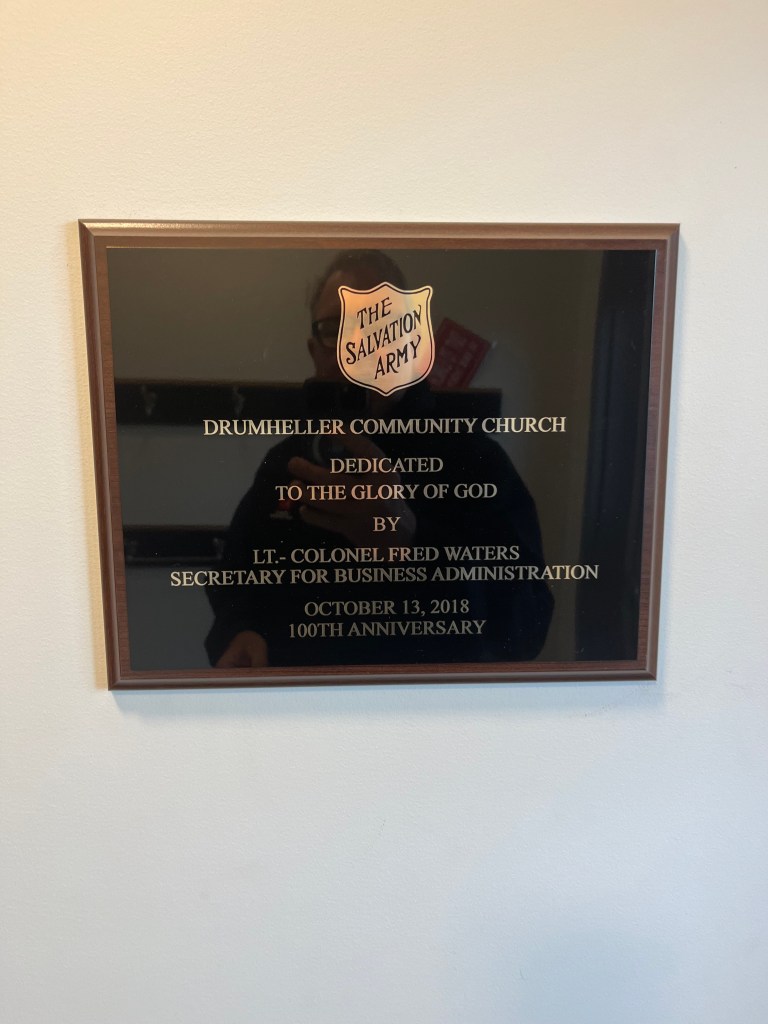 THE
SALVATION
ARMY
DRUMHELLER COMMUNITY CHURCH
DEDICATED
TO THE GLORY OF GOD
BY
LT.- COLONEL FRED WATERS
SECRETARY FOR BUSINESS ADMINISTRATION
OCTOBER 13, 2018
100TH ANNIVERSARY